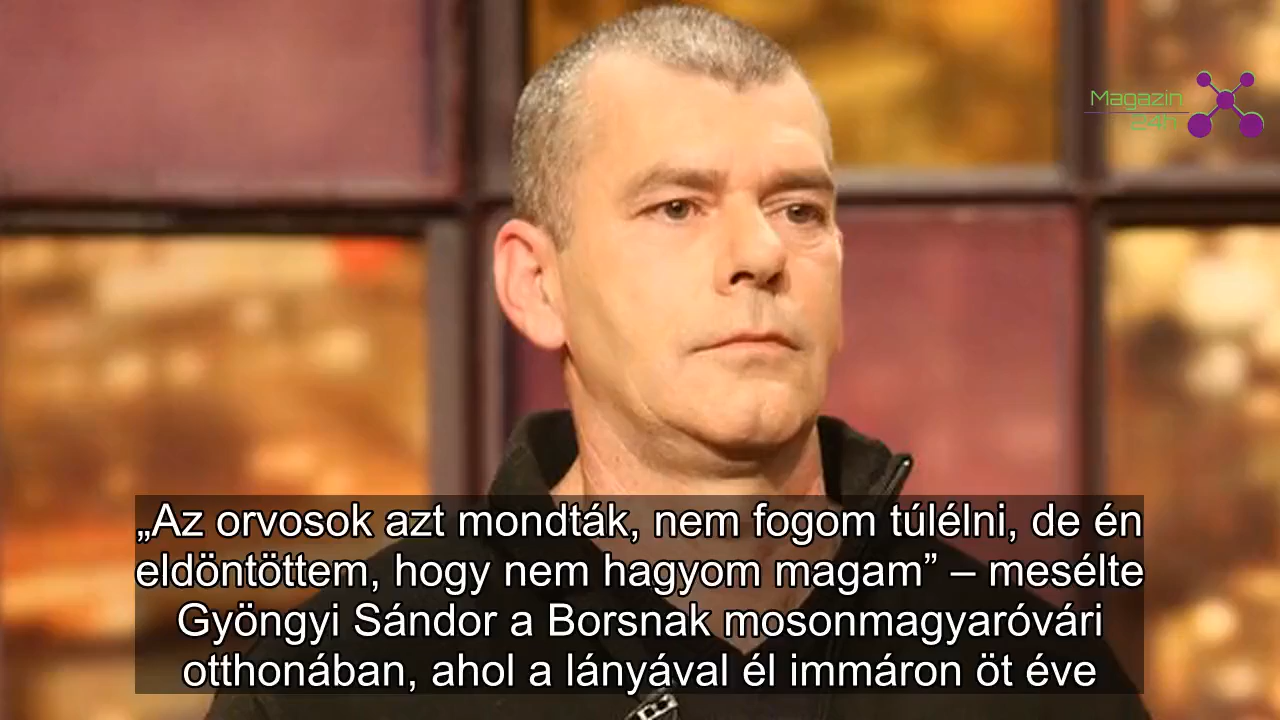 Magazin
24h
„Az orvosok azt mondták, nem fogom túlélni, de én
eldöntöttem, hogy nem hagyom magam” – mesélte
Gyöngyi Sándor a Borsnak mosonmagyaróvári
otthonában, ahol a lányával él immáron öt éve